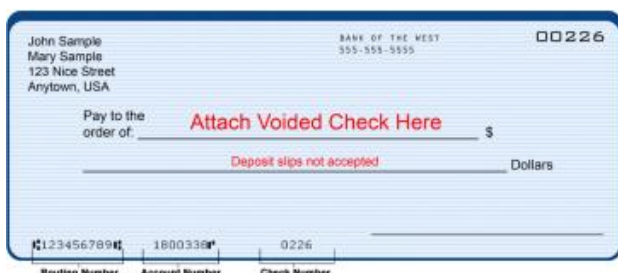 John Sample
Mary Sample
123 Nice Street
Anytown, USA
BANK OF THE WEST
555-555-5555
00226
Pay to the
order of:
Attach Voided Check Here
$
Deposit slips not accepted
Dollars
⑆123456789⑆ 1800338⑈ 0226
Routing Number Account Number Check Number